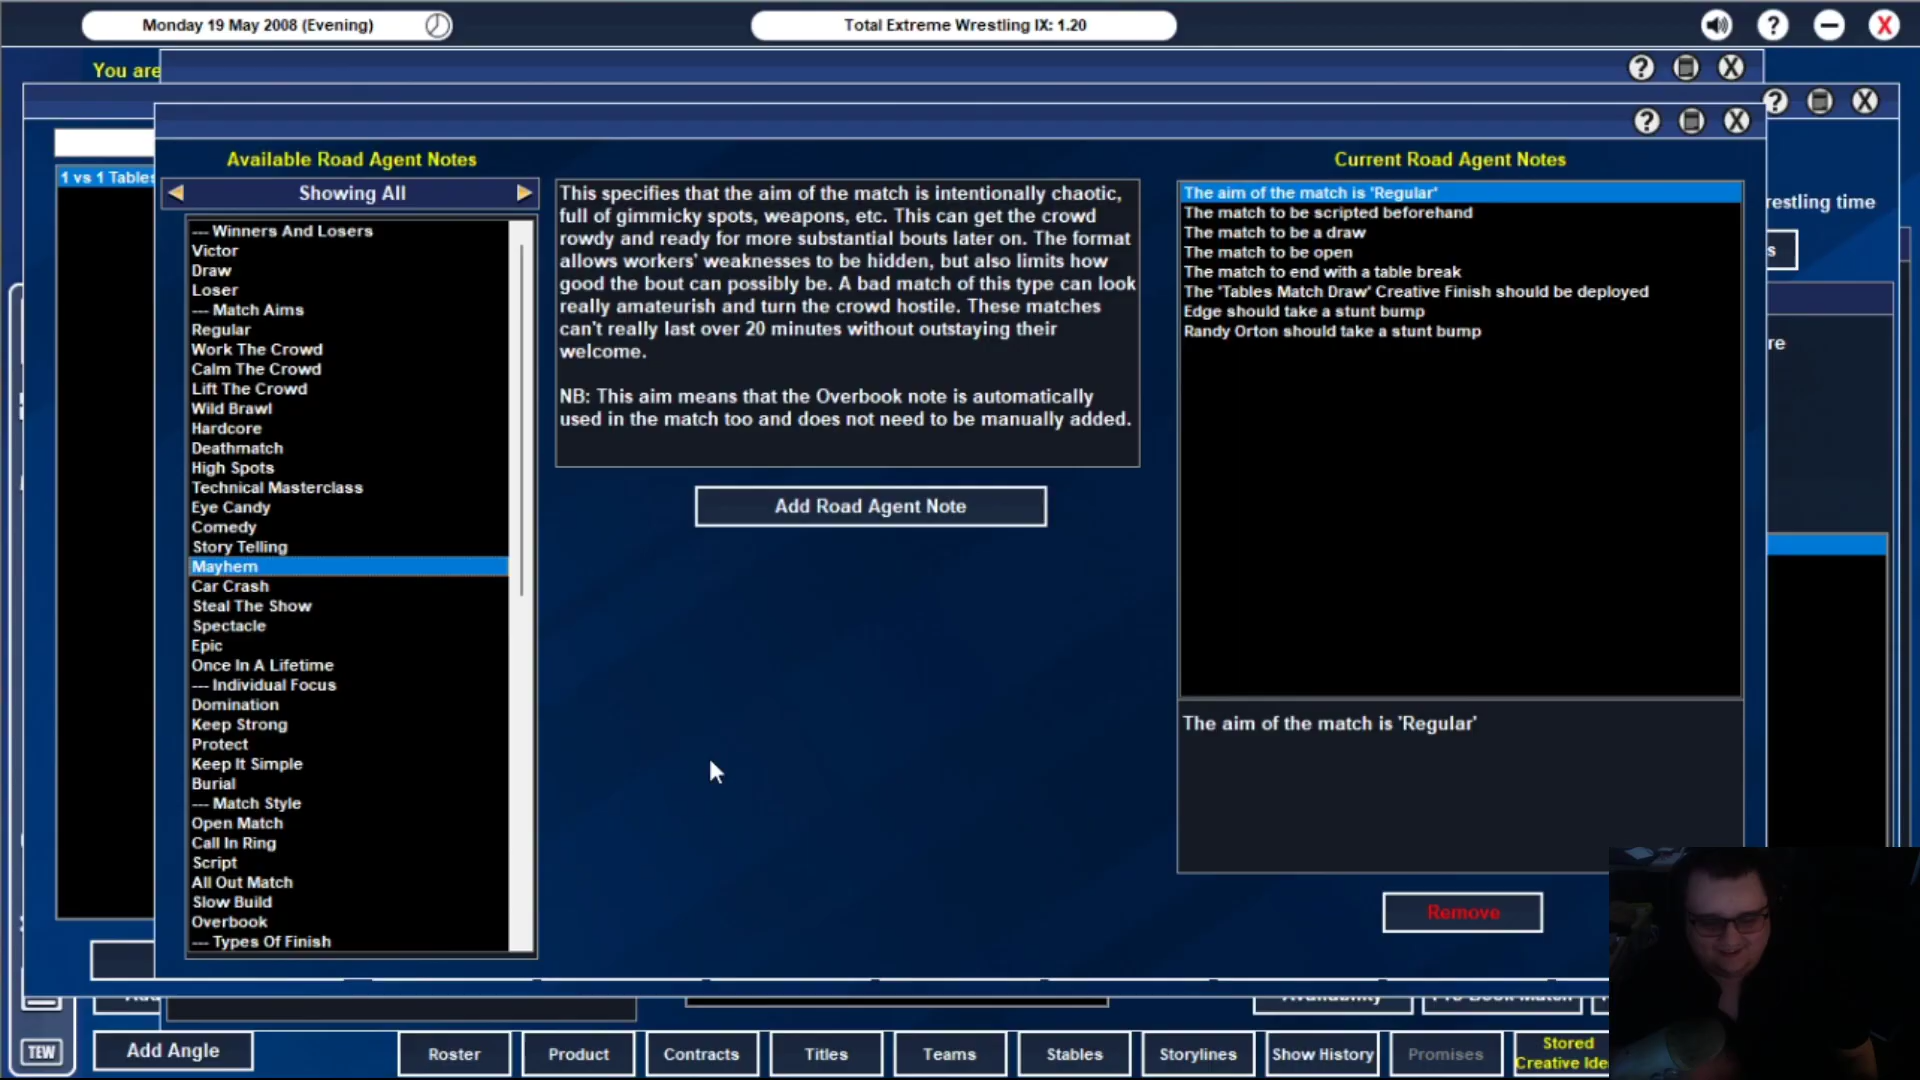 Monday 19 May 2008 (Evening)
Total Extreme Wrestling IX: 1.20
You are
Available Road Agent Notes
Current Road Agent Notes
1 vs 1 Tables
Showing All
--- Winners And Losers
Victor
Draw
Loser
--- Match Aims
Regular
Work The Crowd
Calm The Crowd
Lift The Crowd
Wild Brawl
Hardcore
Deathmatch
High Spots
Technical Masterclass
Eye Candy
Comedy
Story Telling
Mayhem
Car Crash
Steal The Show
Spectacle
Epic
Once In A Lifetime
--- Individual Focus
Domination
Keep Strong
Protect
Keep It Simple
Burial
--- Match Style
Open Match
Call In Ring
Script
All Out Match
Slow Build
Overbook
--- Types Of Finish
This specifies that the aim of the match is intentionally chaotic,
full of gimmicky spots, weapons, etc. This can get the crowd
rowdy and ready for more substantial bouts later on. The format
allows workers' weaknesses to be hidden, but also limits how
good the bout can possibly be. A bad match of this type can look
really amateurish and turn the crowd hostile. These matches
can't really last over 20 minutes without outstaying their
welcome.
NB: This aim means that the Overbook note is automatically
used in the match too and does not need to be manually added.
Add Road Agent Note
The aim of the match is 'Regular'
The match to be scripted beforehand
The match to be a draw
The match to be open
The match to end with a table break
The 'Tables Match Draw' Creative Finish should be deployed
Edge should take a stunt bump
Randy Orton should take a stunt bump
The aim of the match is 'Regular'
Remove
restling time
s
re
TEW
Add Angle
Roster
Product
Contracts
Titles
Teams
Stables
Storylines
Show History
Promises
Stored
Creative Ide